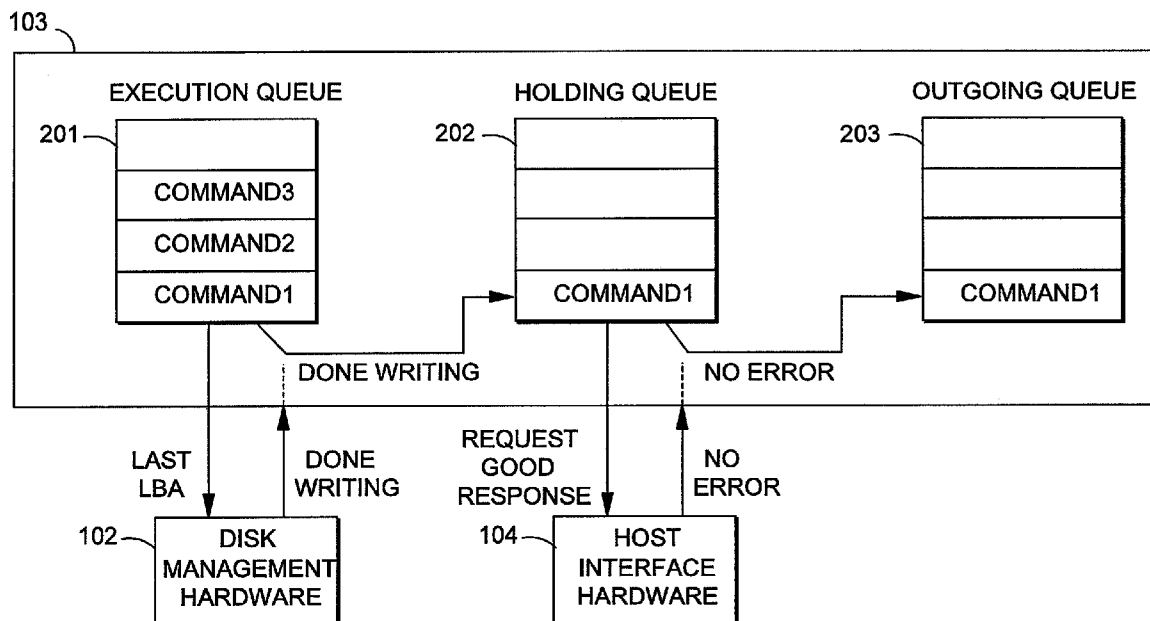 103
EXECUTION QUEUE
HOLDING QUEUE
OUTGOING QUEUE
201
202
203
COMMAND3
COMMAND2
COMMAND1
COMMAND1
COMMAND1
DONE WRITING
NO ERROR
LAST
LBA
DONE
WRITING
REQUEST
GOOD
RESPONSE
NO
ERROR
102
DISK
MANAGEMENT
HARDWARE
104
HOST
INTERFACE
HARDWARE